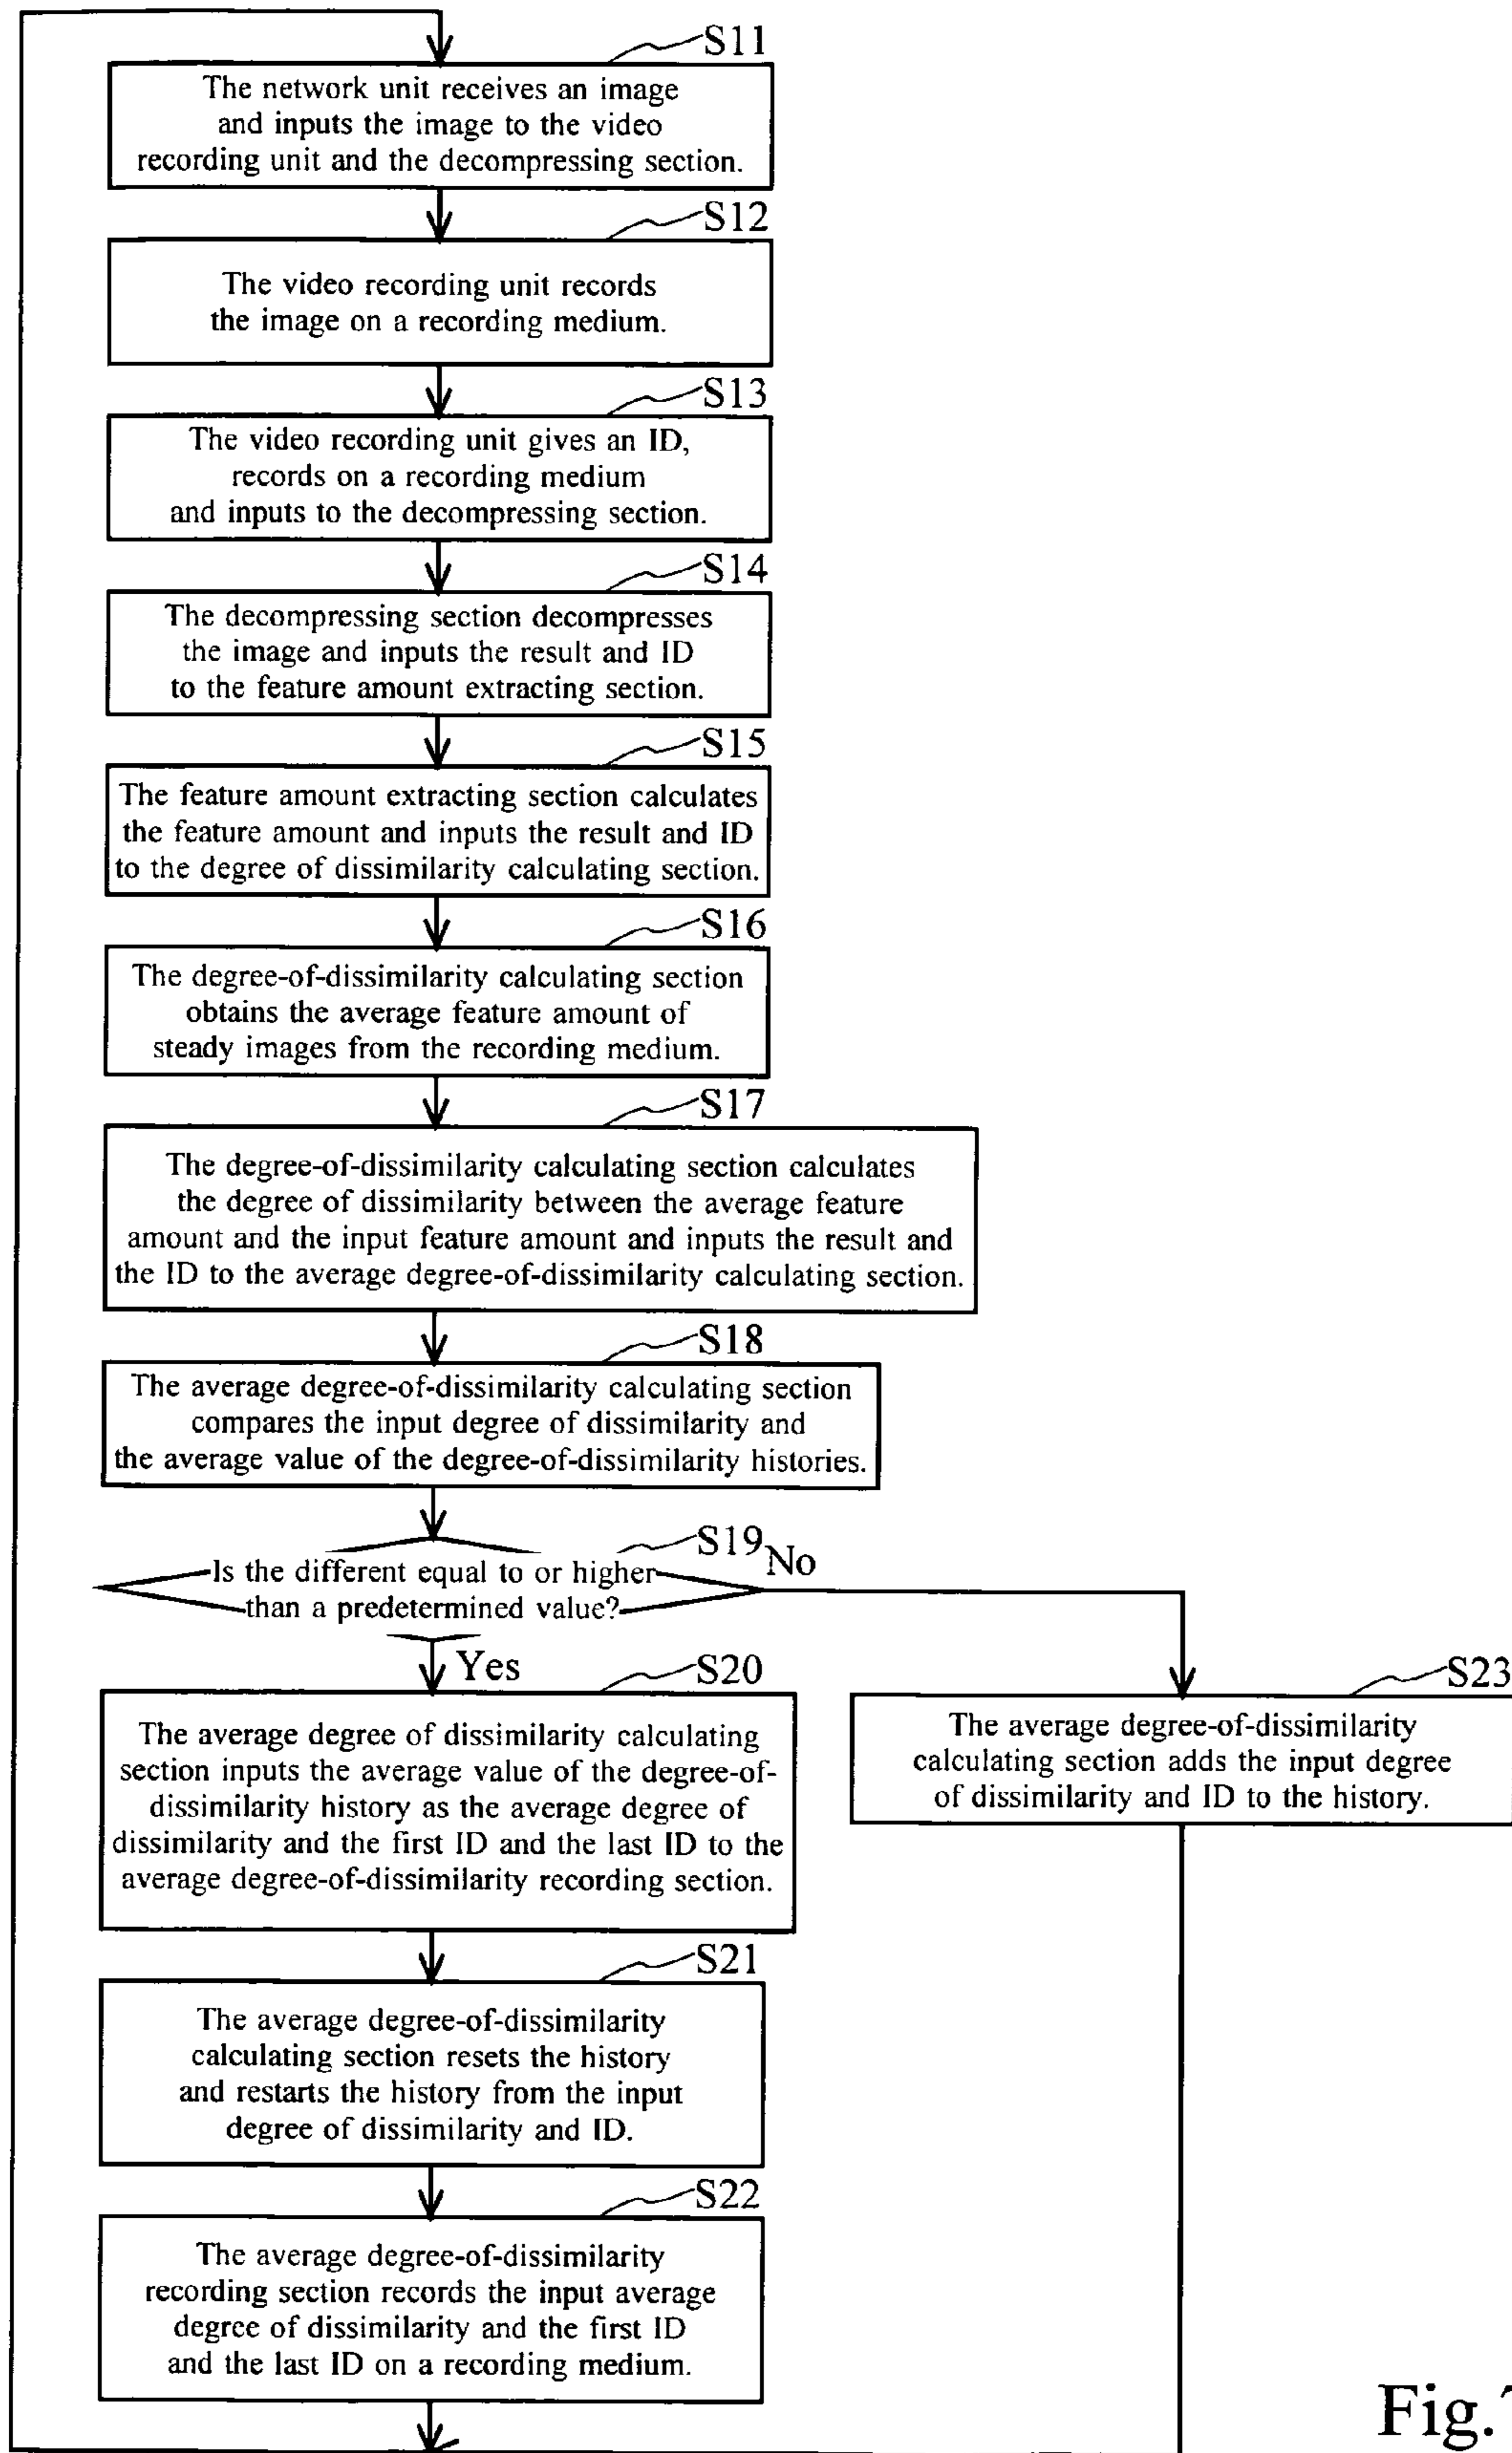 S11
The network unit receives an image
and inputs the image to the video
recording unit and the decompressing section.
S12
The video recording unit records
the image on a recording medium.
S13
The video recording unit gives an ID,
records on a recording medium
and inputs to the decompressing section.
S14
The decompressing section decompresses
the image and inputs the result and ID
to the feature amount extracting section.
S15
The feature amount extracting section calculates
the feature amount and inputs the result and ID
to the degree of dissimilarity calculating section.
S16
The degree-of-dissimilarity calculating section
obtains the average feature amount of
steady images from the recording medium.
S17
The degree-of-dissimilarity calculating section calculates
the degree of dissimilarity between the average feature
amount and the input feature amount and inputs the result and
the ID to the average degree-of-dissimilarity calculating section.
S18
The average degree-of-dissimilarity calculating section
compares the input degree of dissimilarity and
the average value of the degree-of-dissimilarity histories.
S19
No
Is the different equal to or higher
than a predetermined value?
Yes
S20
The average degree of dissimilarity calculating
section inputs the average value of the degree-of-
dissimilarity history as the average degree of
dissimilarity and the first ID and the last ID to the
average degree-of-dissimilarity recording section.
S23
The average degree-of-dissimilarity
calculating section adds the input degree
of dissimilarity and ID to the history.
S21
The average degree-of-dissimilarity
calculating section resets the history
and restarts the history from the input
degree of dissimilarity and ID.
S22
The average degree-of-dissimilarity
recording section records the input average
degree of dissimilarity and the first ID
and the last ID on a recording medium.
Fig.